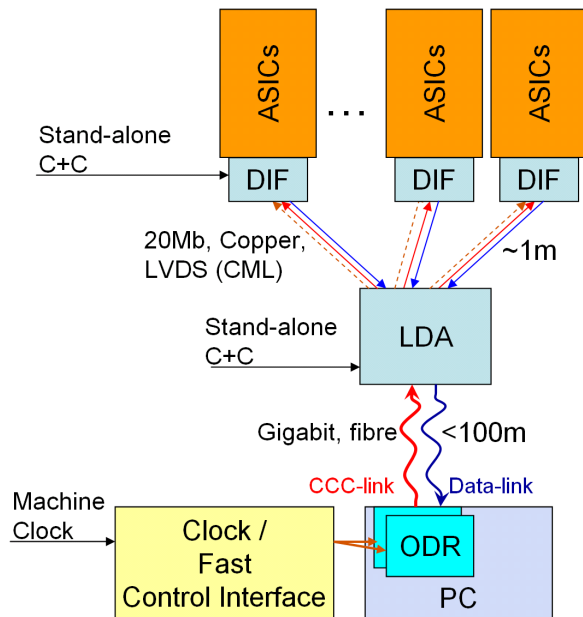 ASICs
ASICs
ASICs
...
Stand-alone
C+C
DIF
DIF
DIF
20Mb, Copper,
LVDS (CML)
~1m
Stand-alone
C+C
LDA
Gigabit, fibre
<100m
CCC-link
Data-link
Machine
Clock
Clock /
Fast
Control Interface
ODR
PC